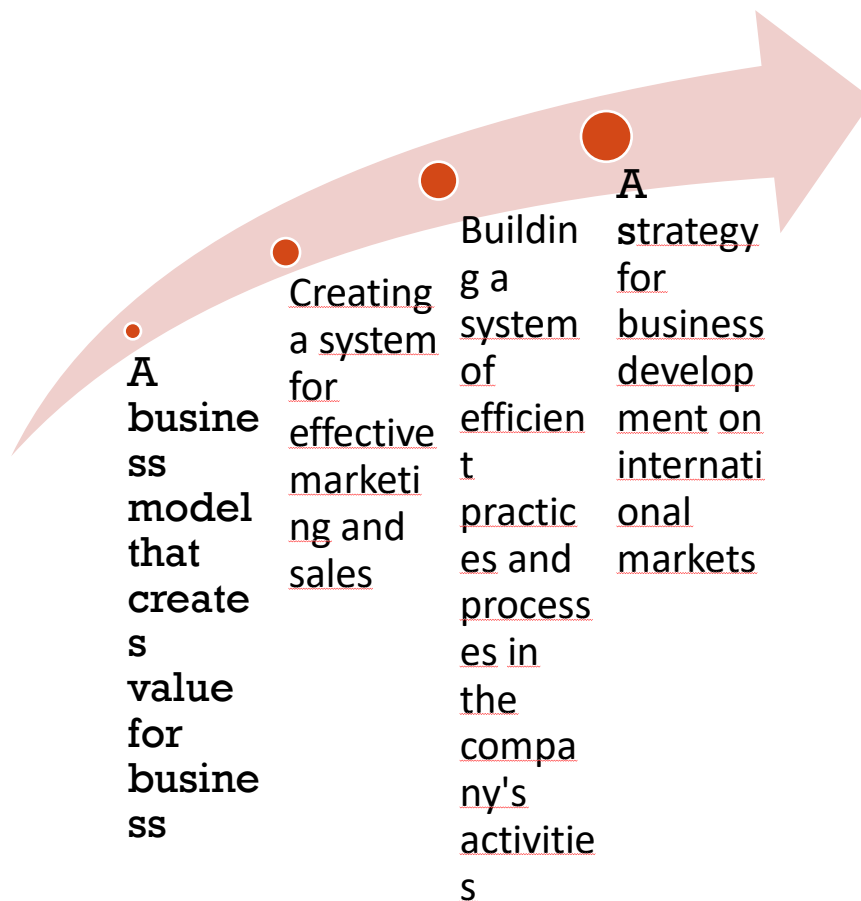 A
busine
ss
model
that
create
s
value
for
busine
ss
Creating
a system
for
effective
marketi
ng and
sales
Buildin
g a
system
of
efficien
t
practic
es and
process
es in
the
compa
ny's
activitie
s
A
strategy
for
business
develop
ment on
internati
onal
markets